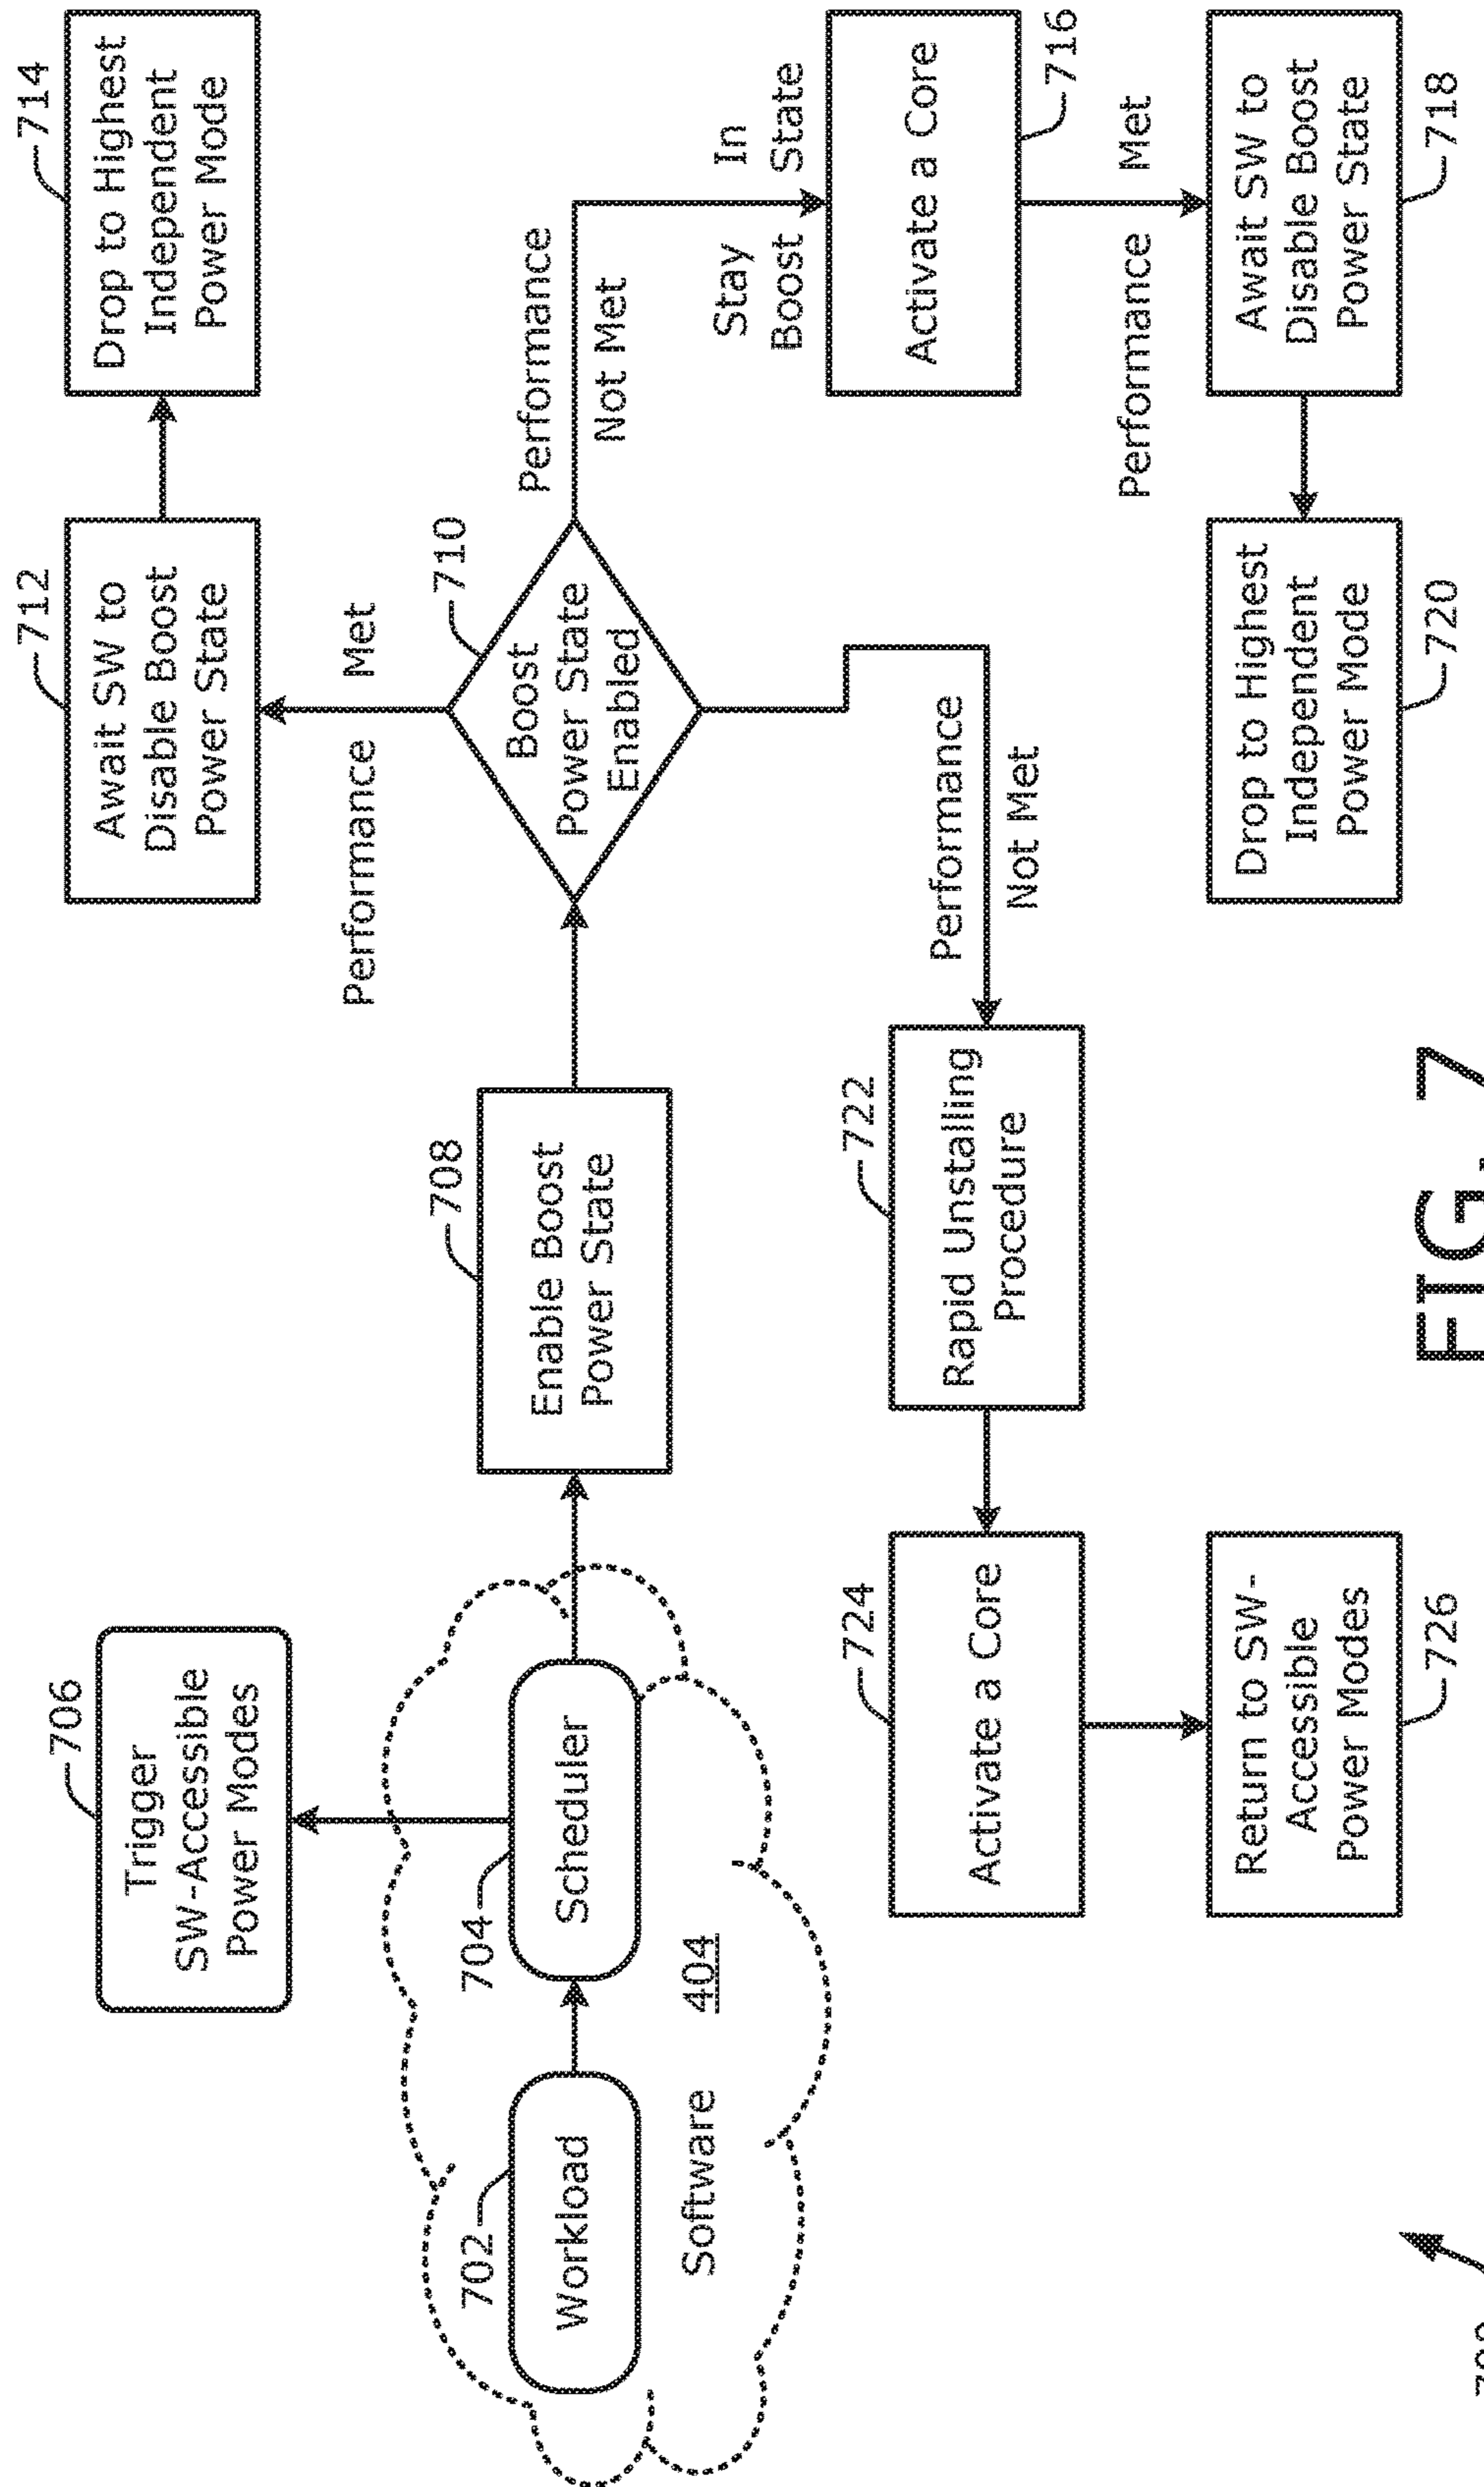 702
Workload
704
Scheduler
Software 404
706
Trigger
SW-Accessible
Power Modes
708
Enable Boost
Power State
710
Boost
Power State
Enabled
Performance Met
712
Await SW to
Disable Boost
Power State
714
Drop to Highest
Independent
Power Mode
Performance
Not Met
Stay In
Boost State
Activate a Core
716
Performance Met
Await SW to
Disable Boost
Power State
718
Drop to Highest
Independent
Power Mode
720
Performance
Not Met
722
Rapid Unstalling
Procedure
724
Activate a Core
Return to SW-
Accessible
Power Modes
726
FIG. 7